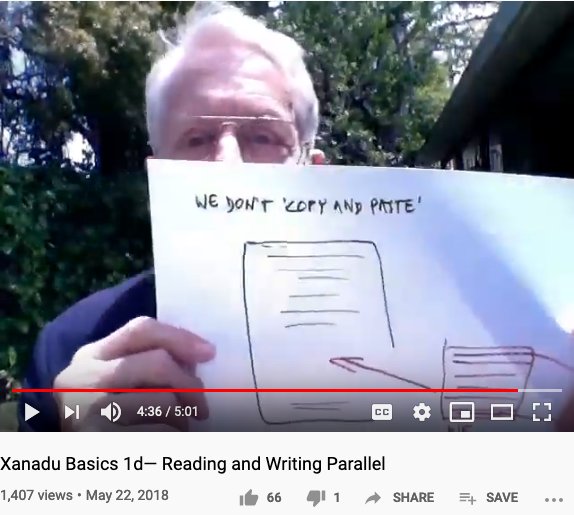 WE DON'T 'COPY AND PASTE'
4:36 / 5:01
CC
Xanadu Basics 1d— Reading and Writing Parallel
1,407 views • May 22, 2018
66
1
SHARE
SAVE